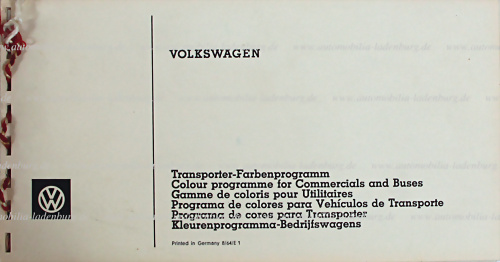 VOLKSWAGEN
Transporter-Farbenprogramm
Colour programme for Commercials and Buses
Gamme de coloris pour Utilitaires
Programa de colores para Vehículos de Transporte
Programa de cores para Transporter
Kleurenprogramma-Bedrijfswagens
Printed in Germany 8/64/E 1